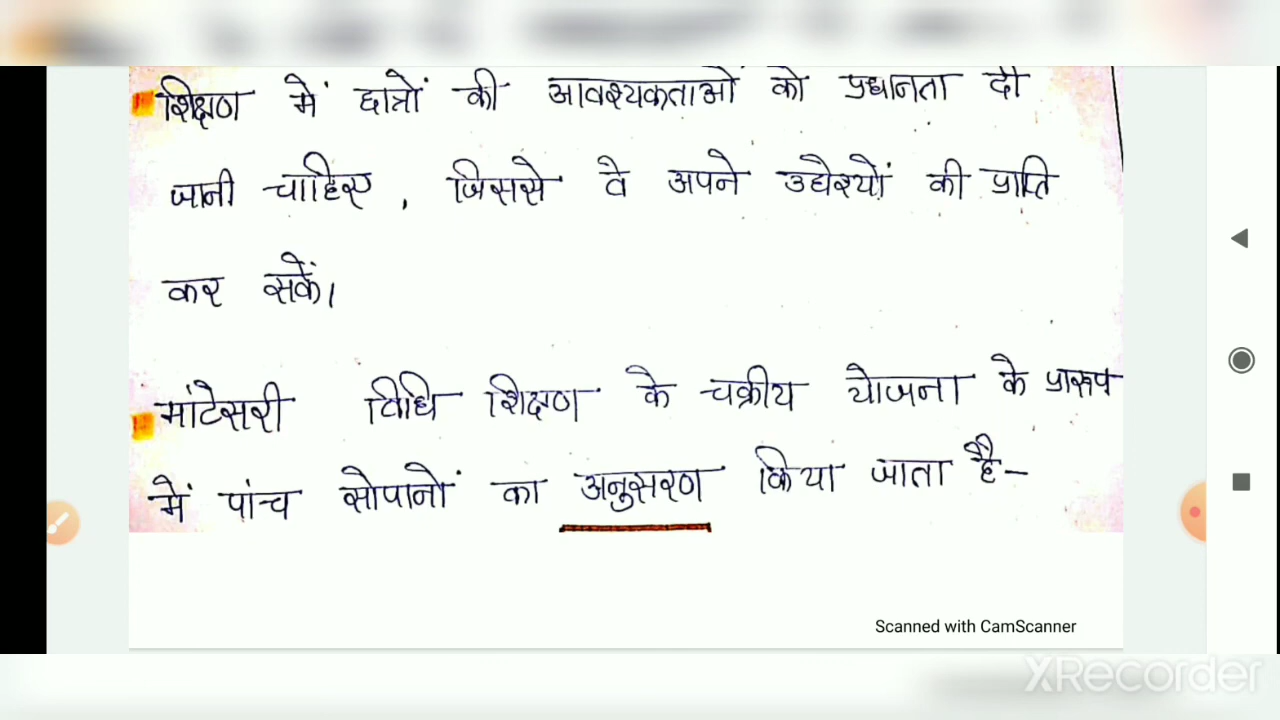 शिक्षण में छात्रों की आवश्यकताओं को प्रधानता दी
जानी चाहिए, जिससे वे अपने उद्येश्यों की प्राप्ति
कर सकें।
मांटेसरी विधि शिक्षण के चक्रीय योजना के प्रारूप
में पांच सोपानों का अनुसरण किया जाता है-
Scanned with CamScanner
XRecorder